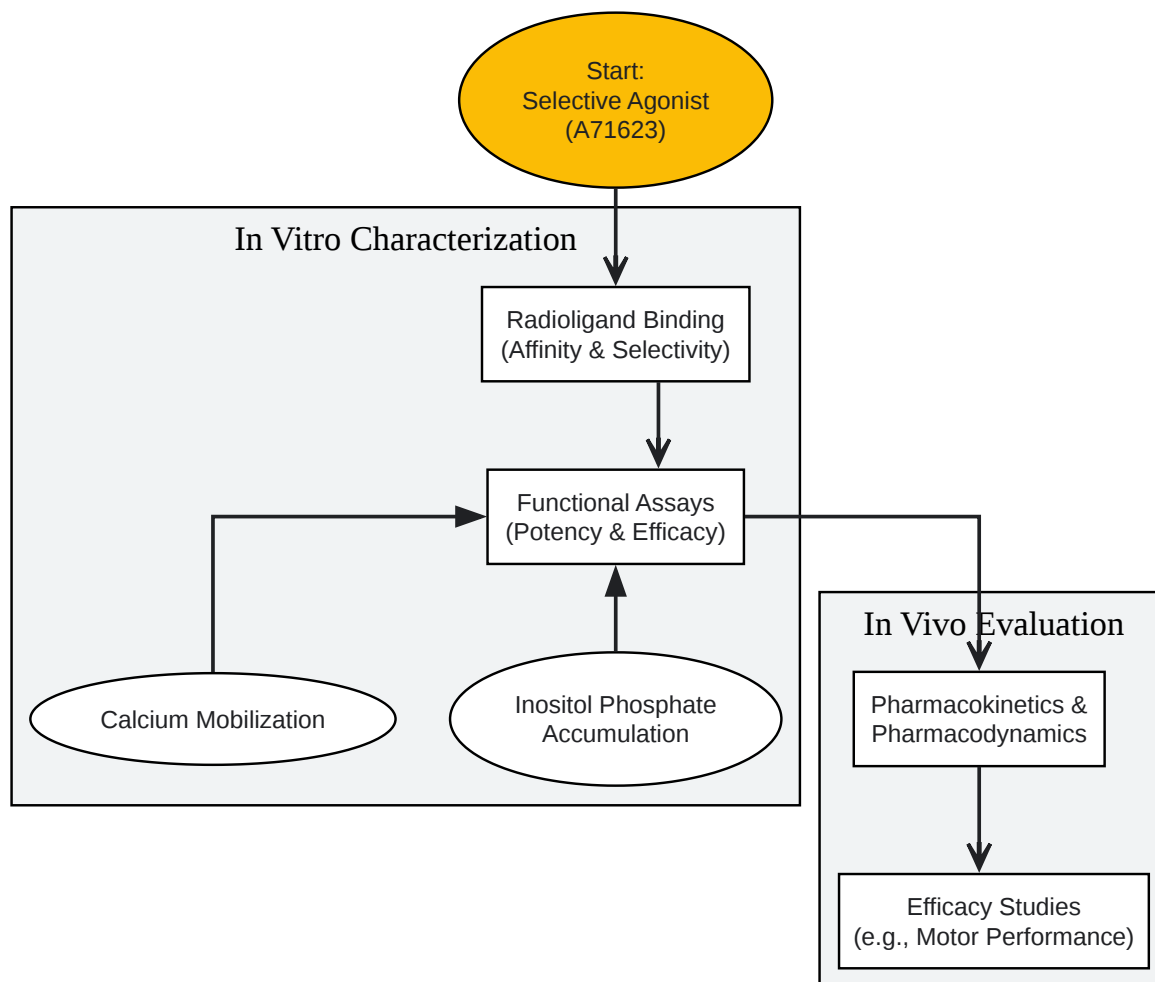 Start:
Selective Agonist
(A71623)
In Vitro Characterization
Radioligand Binding
(Affinity & Selectivity)
Functional Assays
(Potency & Efficacy)
Calcium Mobilization
Inositol Phosphate
Accumulation
In Vivo Evaluation
Pharmacokinetics &
Pharmacodynamics
Efficacy Studies
(e.g., Motor Performance)